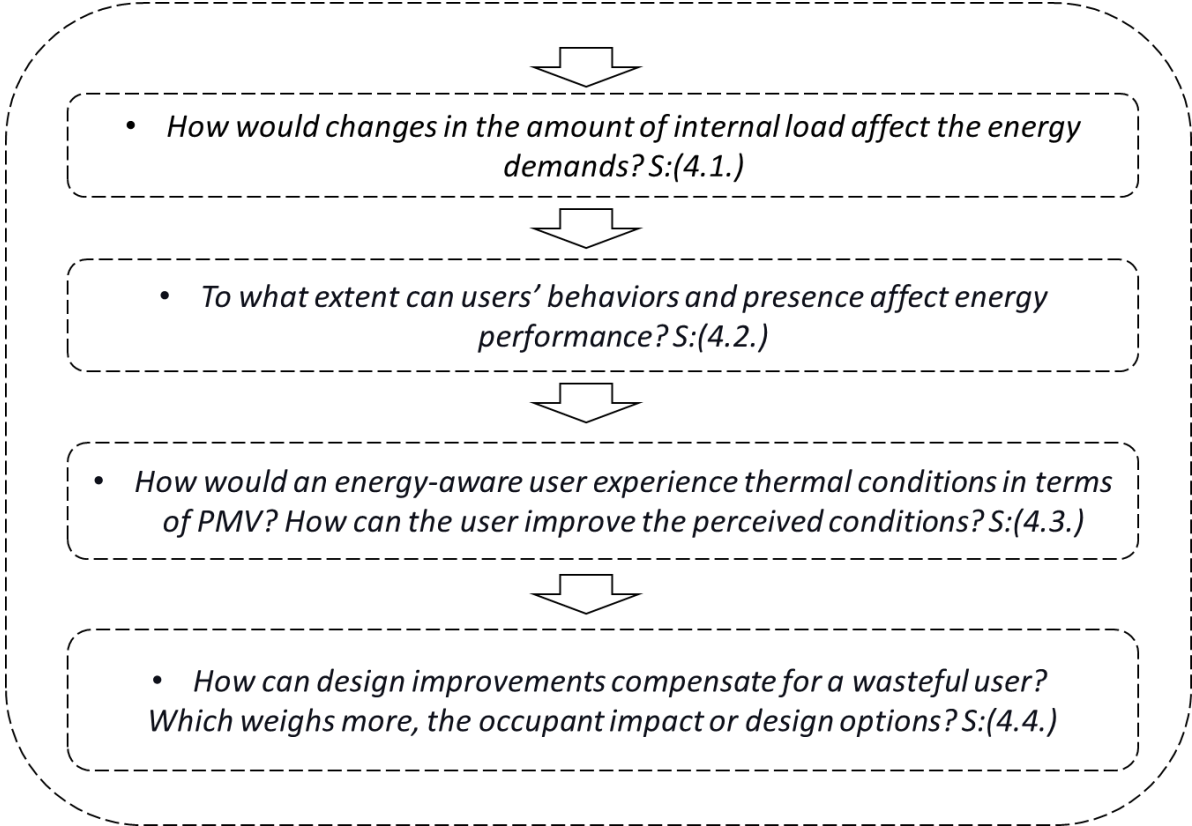 • How would changes in the amount of internal load affect the energy
demands? S:(4.1.)
• To what extent can users’ behaviors and presence affect energy
performance? S:(4.2.)
• How would an energy-aware user experience thermal conditions in terms
of PMV? How can the user improve the perceived conditions? S:(4.3.)
• How can design improvements compensate for a wasteful user?
Which weighs more, the occupant impact or design options? S:(4.4.)